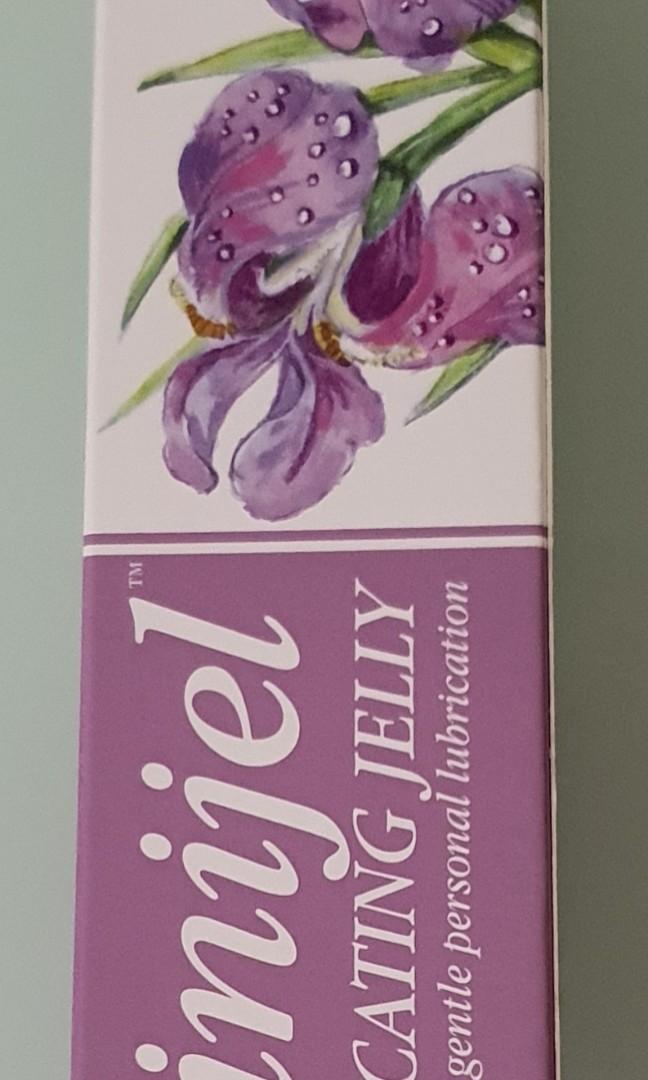 inijel™
CATING JELLY
gentle personal lubrication